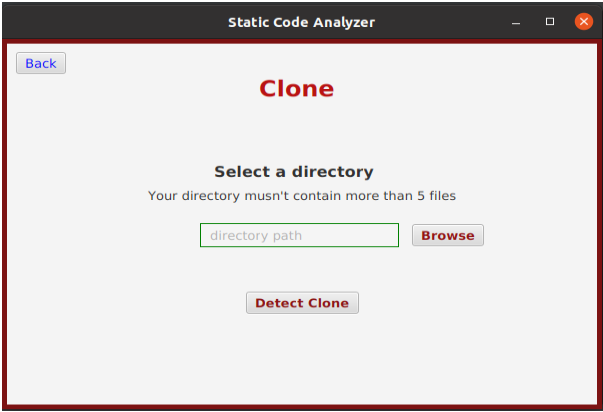 Static Code Analyzer
Back
Clone
Select a directory
Your directory musn't contain more than 5 files
directory path
Browse
Detect Clone